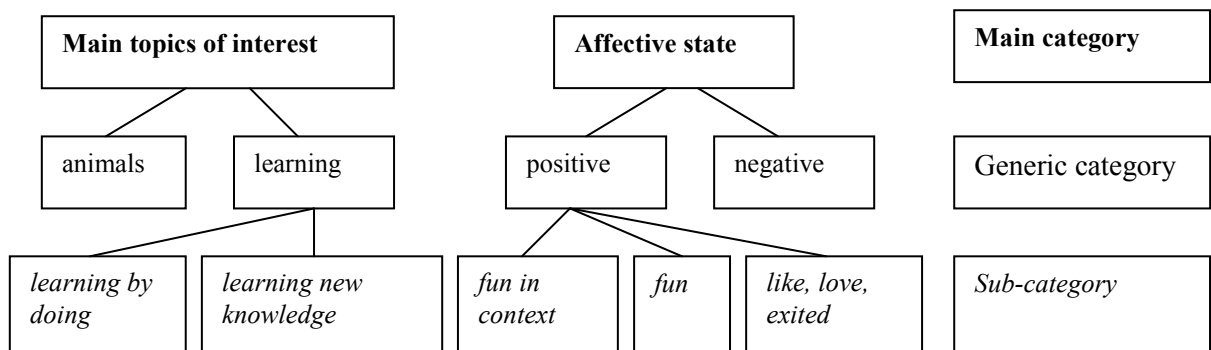 Main topics of interest
Affective state
Main category
animals
learning
positive
negative
Generic category
learning by
doing
learning new
knowledge
fun in
context
fun
like, love,
exited
Sub-category